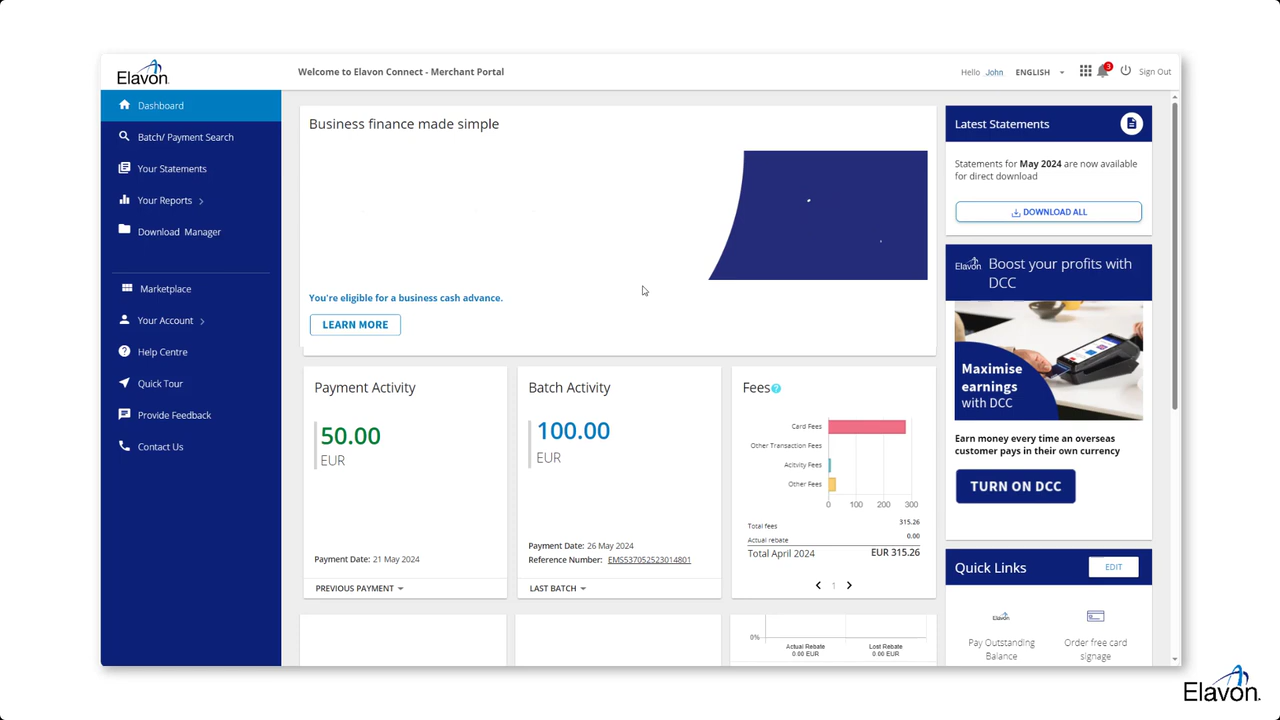 Elavon
Welcome to Elavon Connect - Merchant Portal
Hello John
ENGLISH
3
Sign Out
Dashboard
Batch/ Payment Search
Your Statements
Your Reports
Download Manager
Marketplace
Your Account
Help Centre
Quick Tour
Provide Feedback
Contact Us
Business finance made simple
You're eligible for a business cash advance.
LEARN MORE
Payment Activity
50.00
EUR
Payment Date: 21 May 2024
PREVIOUS PAYMENT
Batch Activity
100.00
EUR
Payment Date: 26 May 2024
Reference Number: EMS537052523014801
LAST BATCH
Fees?
Card Fees
Other Transaction Fees
Acitvity Fees
Other Fees
0 100 200 300
Total fees 315.26
Actual rebate 0.00
Total April 2024 EUR 315.26
1
0%
Actual Rebate
0.00 EUR
Lost Rebate
0.00 EUR
Latest Statements
Statements for May 2024 are now available
for direct download
DOWNLOAD ALL
Elavon
Boost your profits with
DCC
Maximise
earnings
with DCC
Earn money every time an overseas
customer pays in their own currency
TURN ON DCC
Quick Links
EDIT
Elavon
Pay Outstanding
Balance
Order free card
signage
Elavon